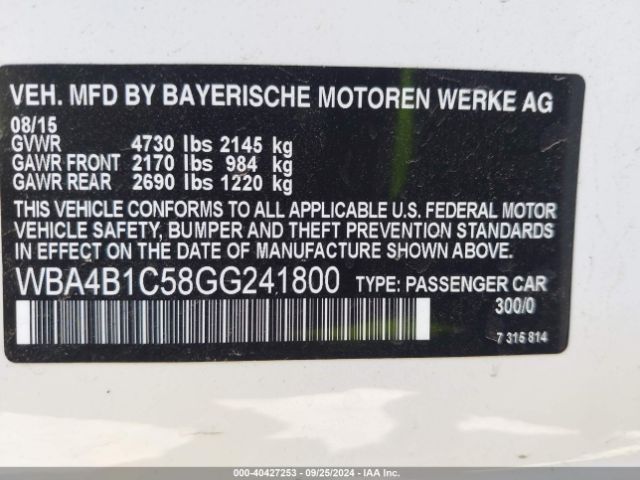 VEH. MFD BY BAYERISCHE MOTOREN WERKE AG
08/15
GVWR 4730 lbs 2145 kg
GAWR FRONT 2170 lbs 984 kg
GAWR REAR 2690 lbs 1220 kg
THIS VEHICLE CONFORMS TO ALL APPLICABLE U.S. FEDERAL MOTOR
VEHICLE SAFETY, BUMPER AND THEFT PREVENTION STANDARDS
IN EFFECT ON THE DATE OF MANUFACTURE SHOWN ABOVE.
WBA4B1C58GG241800 TYPE: PASSENGER CAR
300/0
7 315 814
000-40427253 - 09/25/2024 - IAA Inc.